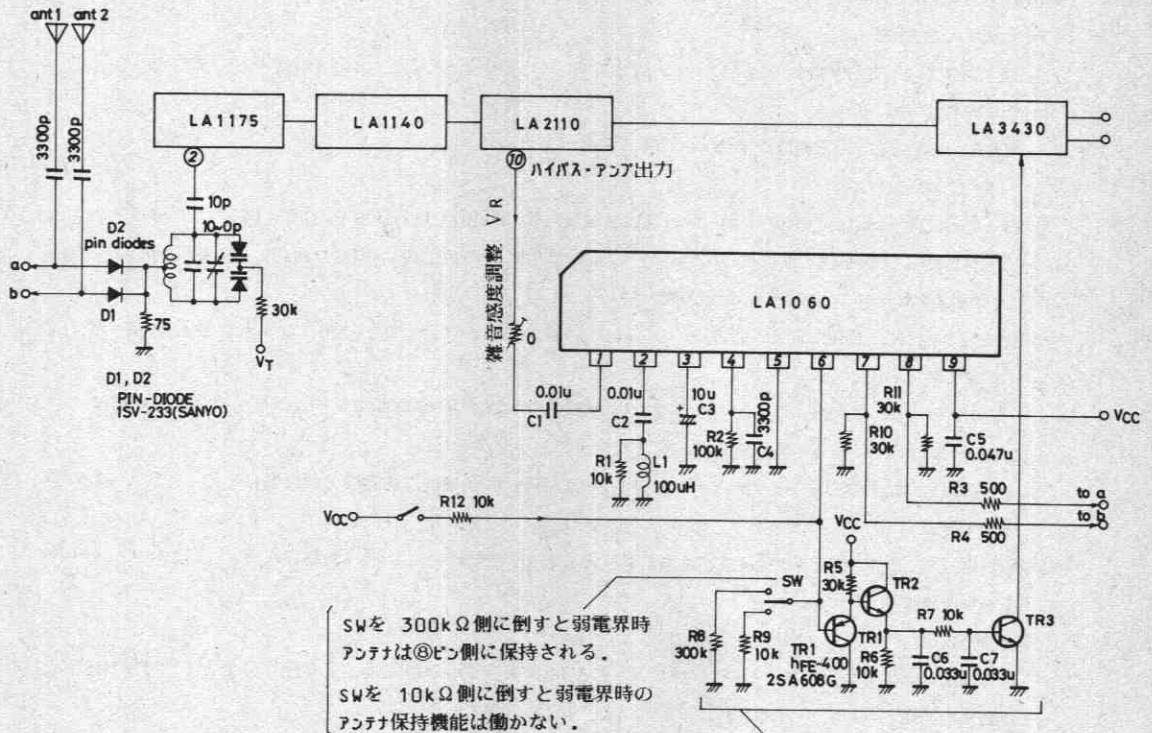 ant1 ant2
3300p
3300p
LA1175
LA1140
LA2110
LA3430
②
⑩
ハイパス・アンプ出力
10p
10~0p
D2
pin diodes
a
b
D1
75
30k
VT
D1, D2
PIN-DIODE
1SV-233(SANYO)
雑音感度調整 VR
0
LA1060
1 2 3 4 5 6 7 8 9
0.01u
C1
0.01u
C2
R1
10k
L1
100uH
10u
+
C3
R2
100k
3300p
C4
R10
30k
R11
30k
C5
0.047u
VCC
R3 500
to a
R4 500
to b
VCC
R12 10k
VCC
SW
R5
30k
TR2
R8
300k
R9
10k
TR1
hFE-400
2SA608G
TR1
R6
10k
R7 10k
C6
0.033u
C7
0.033u
TR3
SWを 300kΩ側に倒すと弱電界時
アンテナは⑧ピン側に保持される.
SWを 10kΩ側に倒すと弱電界時の
アンテナ保持機能は働かない.